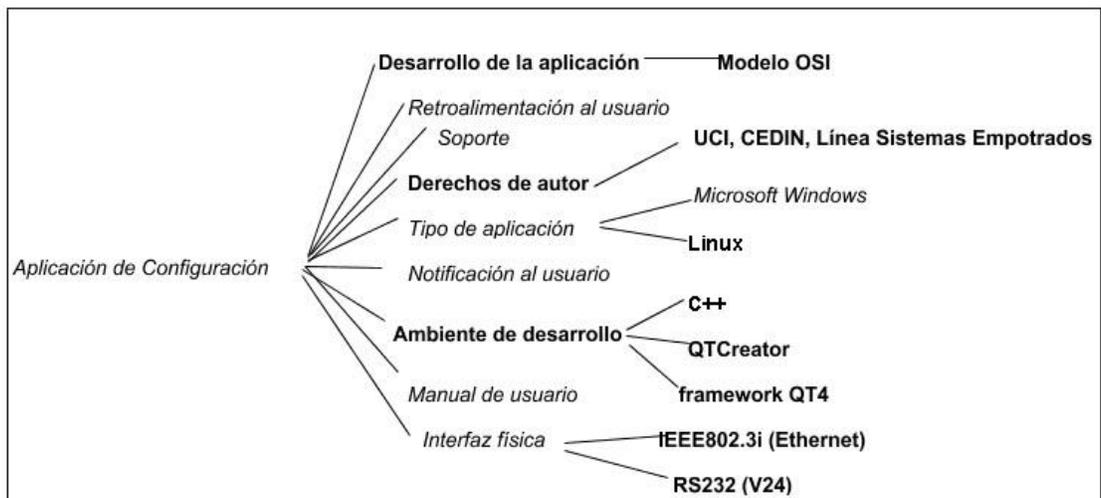 Desarrollo de la aplicación Modelo OSI
Retroalimentación al usuario
Soporte
UCI, CEDIN, Línea Sistemas Empotrados
Derechos de autor
Microsoft Windows
Tipo de aplicación
Linux
Aplicación de Configuración
Notificación al usuario
C++
Ambiente de desarrollo
QTCreator
Manual de usuario
framework QT4
Interfaz física
IEEE802.3i (Ethernet)
RS232 (V24)